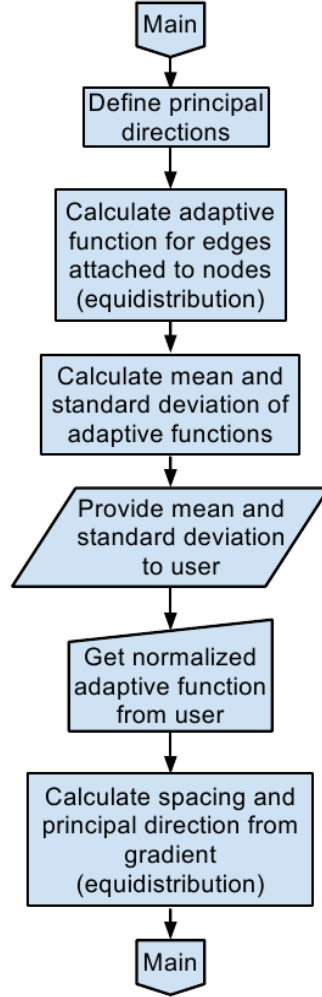 Main
Define principal
directions
Calculate adaptive
function for edges
attached to nodes
(equidistribution)
Calculate mean and
standard deviation of
adaptive functions
Provide mean and
standard deviation
to user
Get normalized
adaptive function
from user
Calculate spacing and
principal direction from
gradient
(equidistribution)
Main